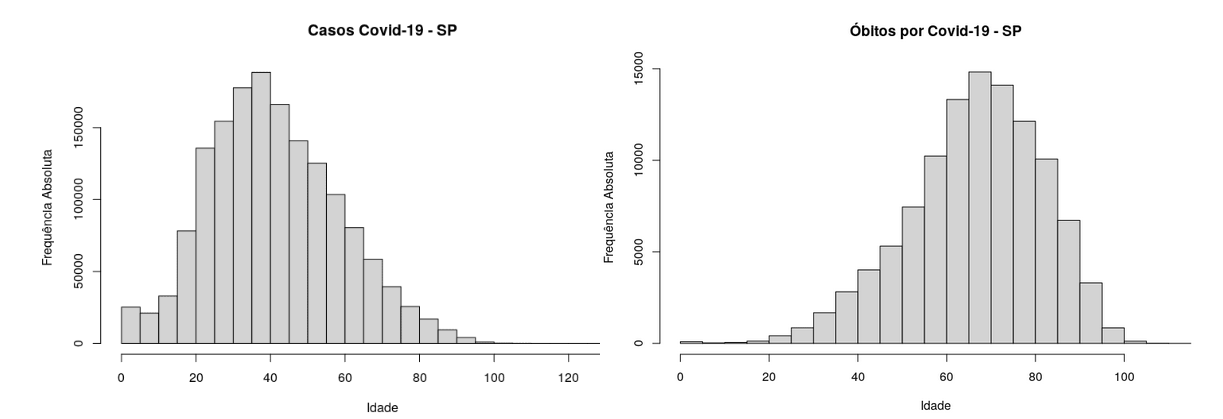 Casos Covid-19 - SP
Frequência Absoluta
150000
100000
50000
0
0 20 40 60 80 100 120
Idade
Óbitos por Covid-19 - SP
Frequência Absoluta
15000
10000
5000
0
0 20 40 60 80 100
Idade